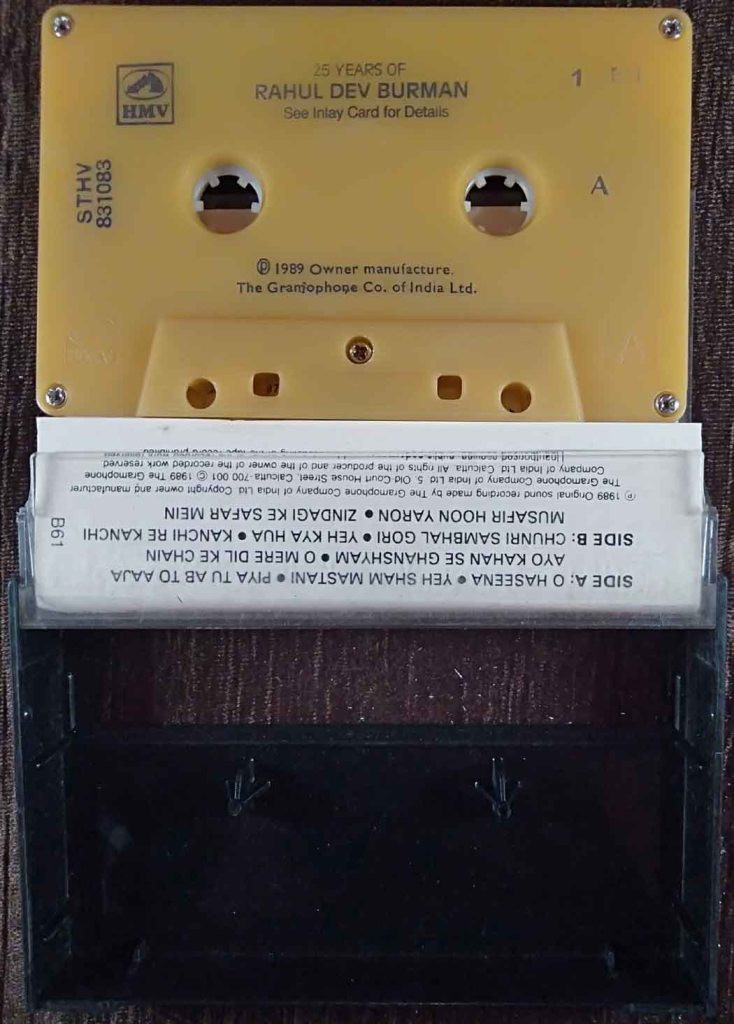 25 YEARS OF
RAHUL DEV BURMAN
See Inlay Card for Details
HMV
1
STHV
831083
A
℗ 1989 Owner manufacture.
The Gramophone Co. of India Ltd.
SIDE A: O HASEENA • YEH SHAM MASTANI • PIYA TU AB TO AAJA
AYO KAHAN SE GHANSHYAM • O MERE DIL KE CHAIN
SIDE B: CHUNRI SAMBHAL GORI • YEH KYA HUA • KANCHI RE KANCHI
MUSAFIR HOON YARON • ZINDAGI KE SAFAR MEIN
℗ 1989 Original sound recording made by The Gramophone Company of India Ltd. Copyright owner and manufacturer
The Gramophone Company of India Ltd. 5, Old Court House Street, Calcutta-700 001 © 1989 The Gramophone
Company of India Ltd. Calcutta. All rights of the producer and of the owner of the recorded work reserved
B61